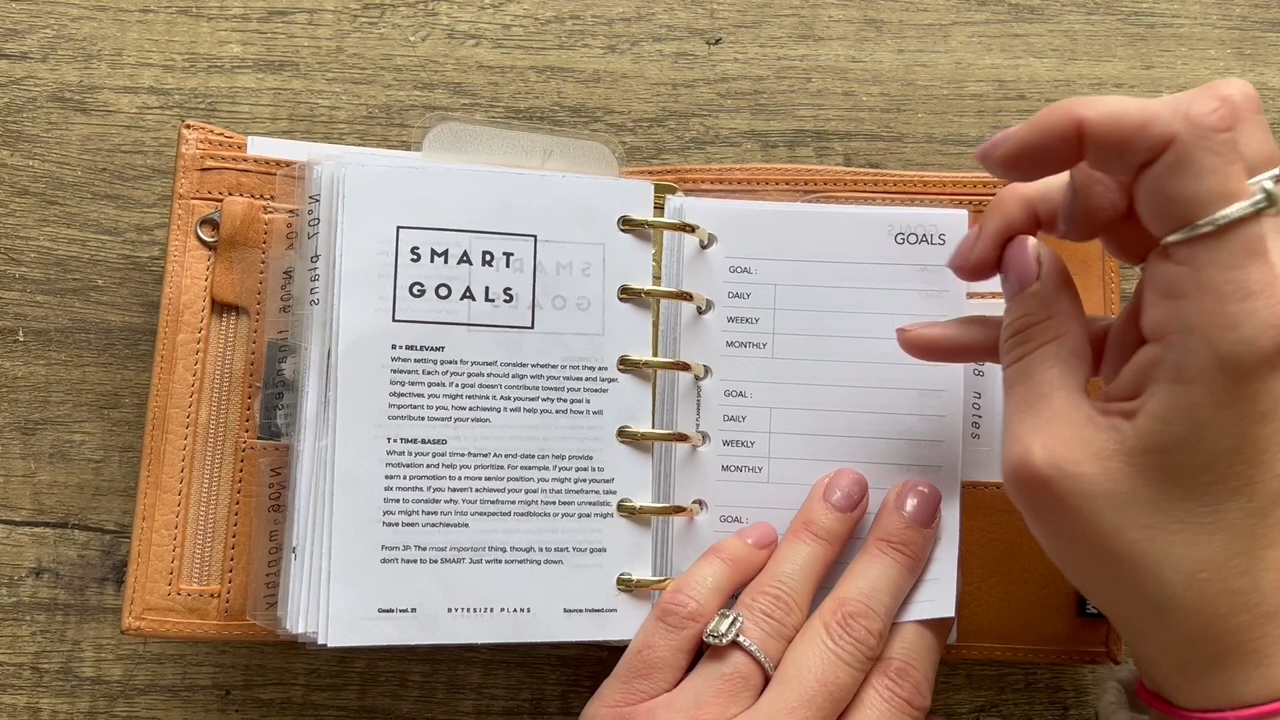 SMART
GOALS
R = RELEVANT
When setting goals for yourself, consider whether or not they are
relevant. Each of your goals should align with your values and larger,
long-term goals. If a goal doesn't contribute toward your broader
objectives, you might rethink it. Ask yourself why the goal is
important to you, how achieving it will help you, and how it will
contribute toward your vision.
T = TIME-BASED
What is your goal time-frame? An end-date can help provide
motivation and help you prioritize. For example, if your goal is to
earn a promotion to a more senior position, you might give yourself
six months. If you haven't achieved your goal in that timeframe, take
time to consider why. Your timeframe might have been unrealistic,
you might have run into unexpected roadblocks or your goal might
have been unachievable.
From JP: The most important thing, though, is to start. Your goals
don't have to be SMART. Just write something down.
Goals | vol. 21
BYTESIZE PLANS
Source: Indeed.com
GOALS
GOAL :
DAILY
WEEKLY
MONTHLY
GOAL :
DAILY
WEEKLY
MONTHLY
GOAL :
THE PLANNER SPOT
08 notes
Nº07 plans
Nº04
Nº05 finances
Nº06 monthly